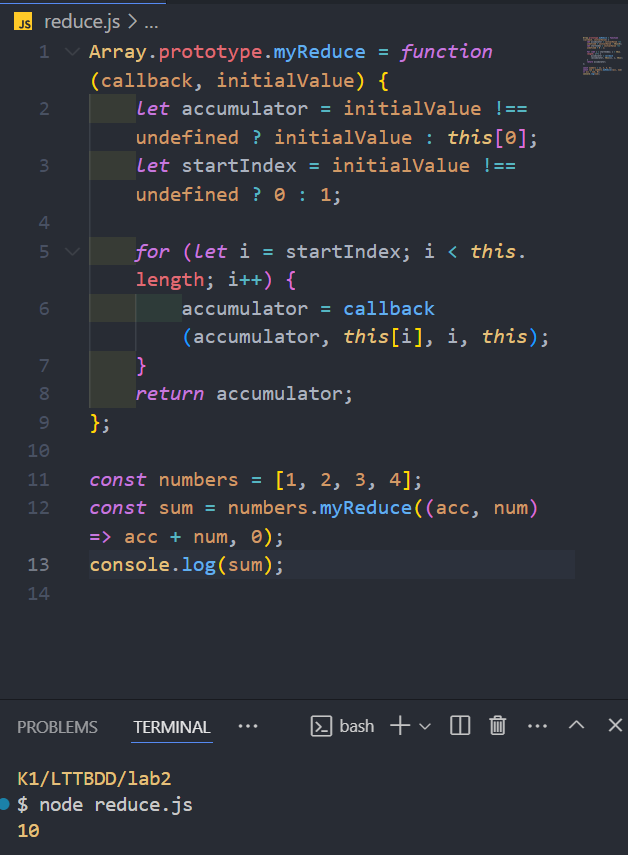 JS reduce.js > ...
1 Array.prototype.myReduce = function
(callback, initialValue) {
2 let accumulator = initialValue !==
undefined ? initialValue : this[0];
3 let startIndex = initialValue !==
undefined ? 0 : 1;
4
5 for (let i = startIndex; i < this.
length; i++) {
6 accumulator = callback
(accumulator, this[i], i, this);
7 }
8 return accumulator;
9 };
10
11 const numbers = [1, 2, 3, 4];
12 const sum = numbers.myReduce((acc, num)
=> acc + num, 0);
13 console.log(sum);
14
PROBLEMS TERMINAL ... bash ...
K1/LTTBDD/lab2
$ node reduce.js
10